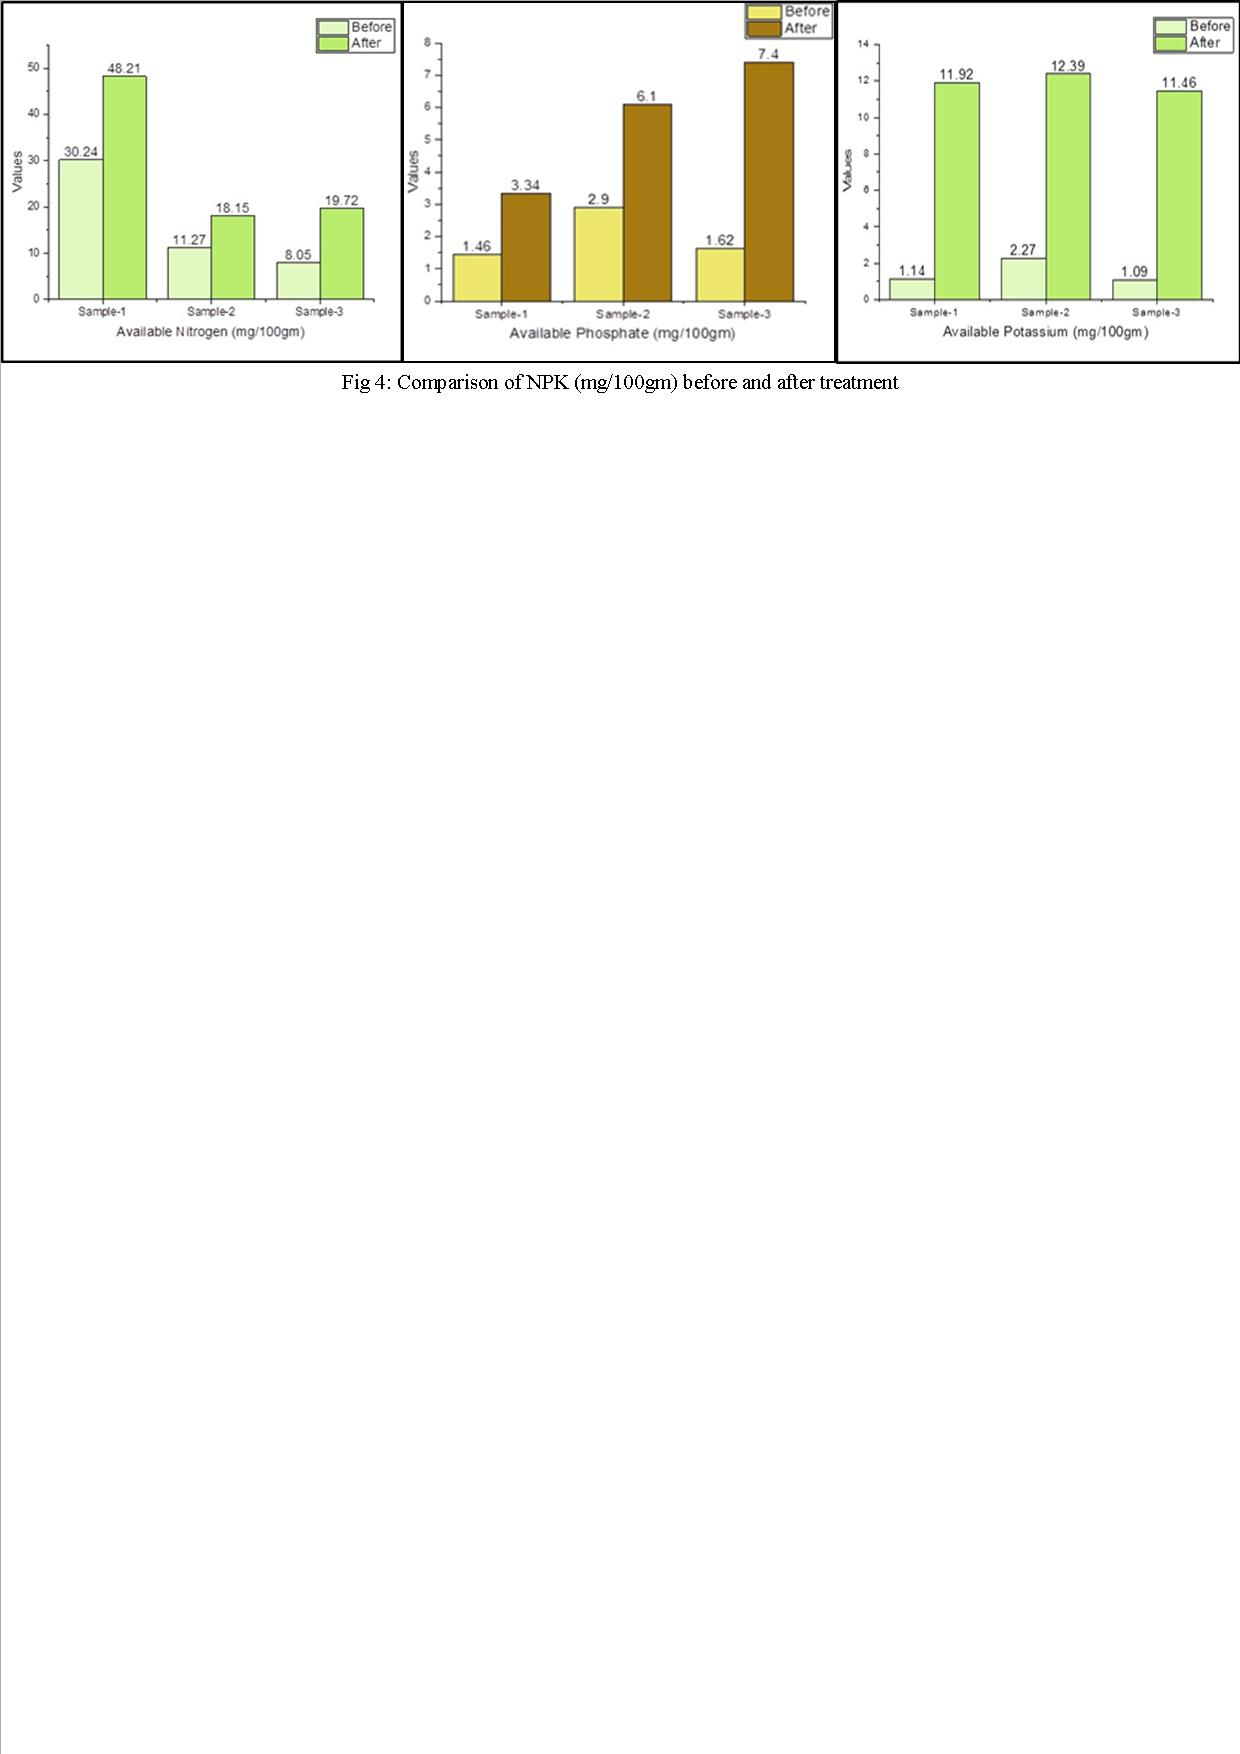 Before
After
50
40
30
20
10
0
Values
30.24
48.21
11.27
18.15
8.05
19.72
Sample-1 Sample-2 Sample-3
Available Nitrogen (mg/100gm)
Before
After
8
7
6
5
4
3
2
1
0
Values
1.46
3.34
2.9
6.1
1.62
7.4
Sample-1 Sample-2 Sample-3
Available Phosphate (mg/100gm)
Before
After
14
12
10
8
6
4
2
0
Values
1.14
11.92
2.27
12.39
1.09
11.46
Sample-1 Sample-2 Sample-3
Available Potassium (mg/100gm)
Fig 4: Comparison of NPK (mg/100gm) before and after treatment